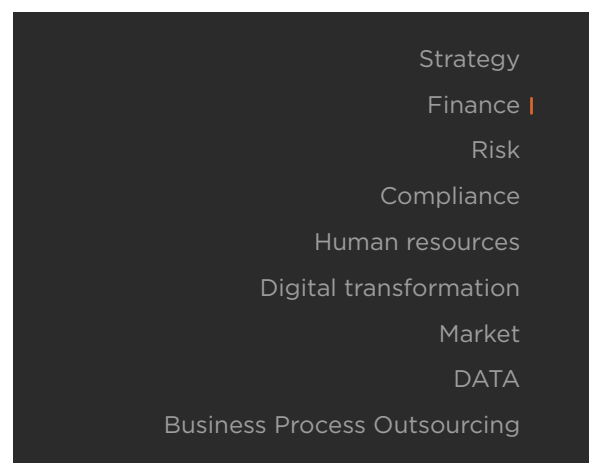 Strategy
Finance
Risk
Compliance
Human resources
Digital transformation
Market
DATA
Business Process Outsourcing